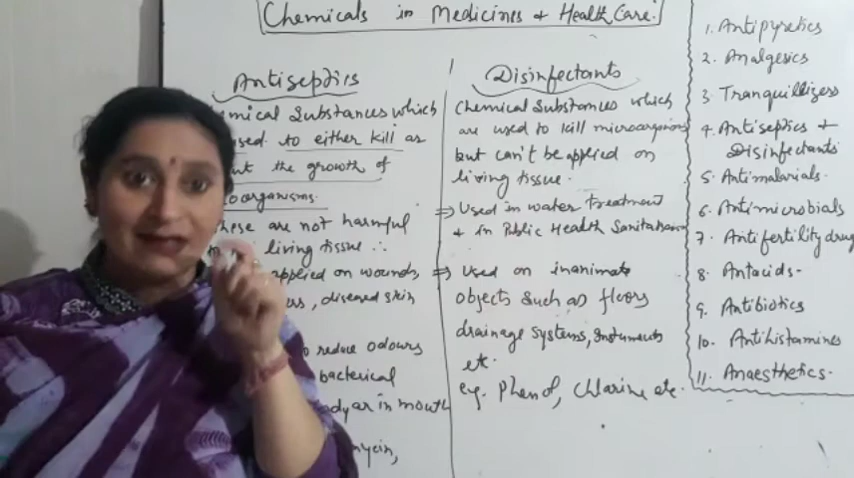 Chemicals in Medicines & Health Care.
Antiseptics
Substances which
used to either kill as
the growth of
oorganisms.
These are not harmful
living tissue ∴
applied on wounds,
, diseased skin
to reduce odours
bacterical
in mouth
Disinfectants
Chemical Substances which
are used to kill microorganisms
but can't be applied on
living tissue.
⇒ Used in water treatment
& in Public Health Sanitation
⇒ Used on inanimate
objects such as floors
drainage systems, instruments
etc.
eg. Phenol, Chlorine etc.
1. Antipyretics
2. Analgesics
3 Tranquillizers
4. Antiseptics &
Disinfectants
5. Antimalarials.
6. Antimicrobials
7. Antifertility drug
8. Antacids.
9. Antibiotics
10. Antihistamines
11. Anaesthetics.